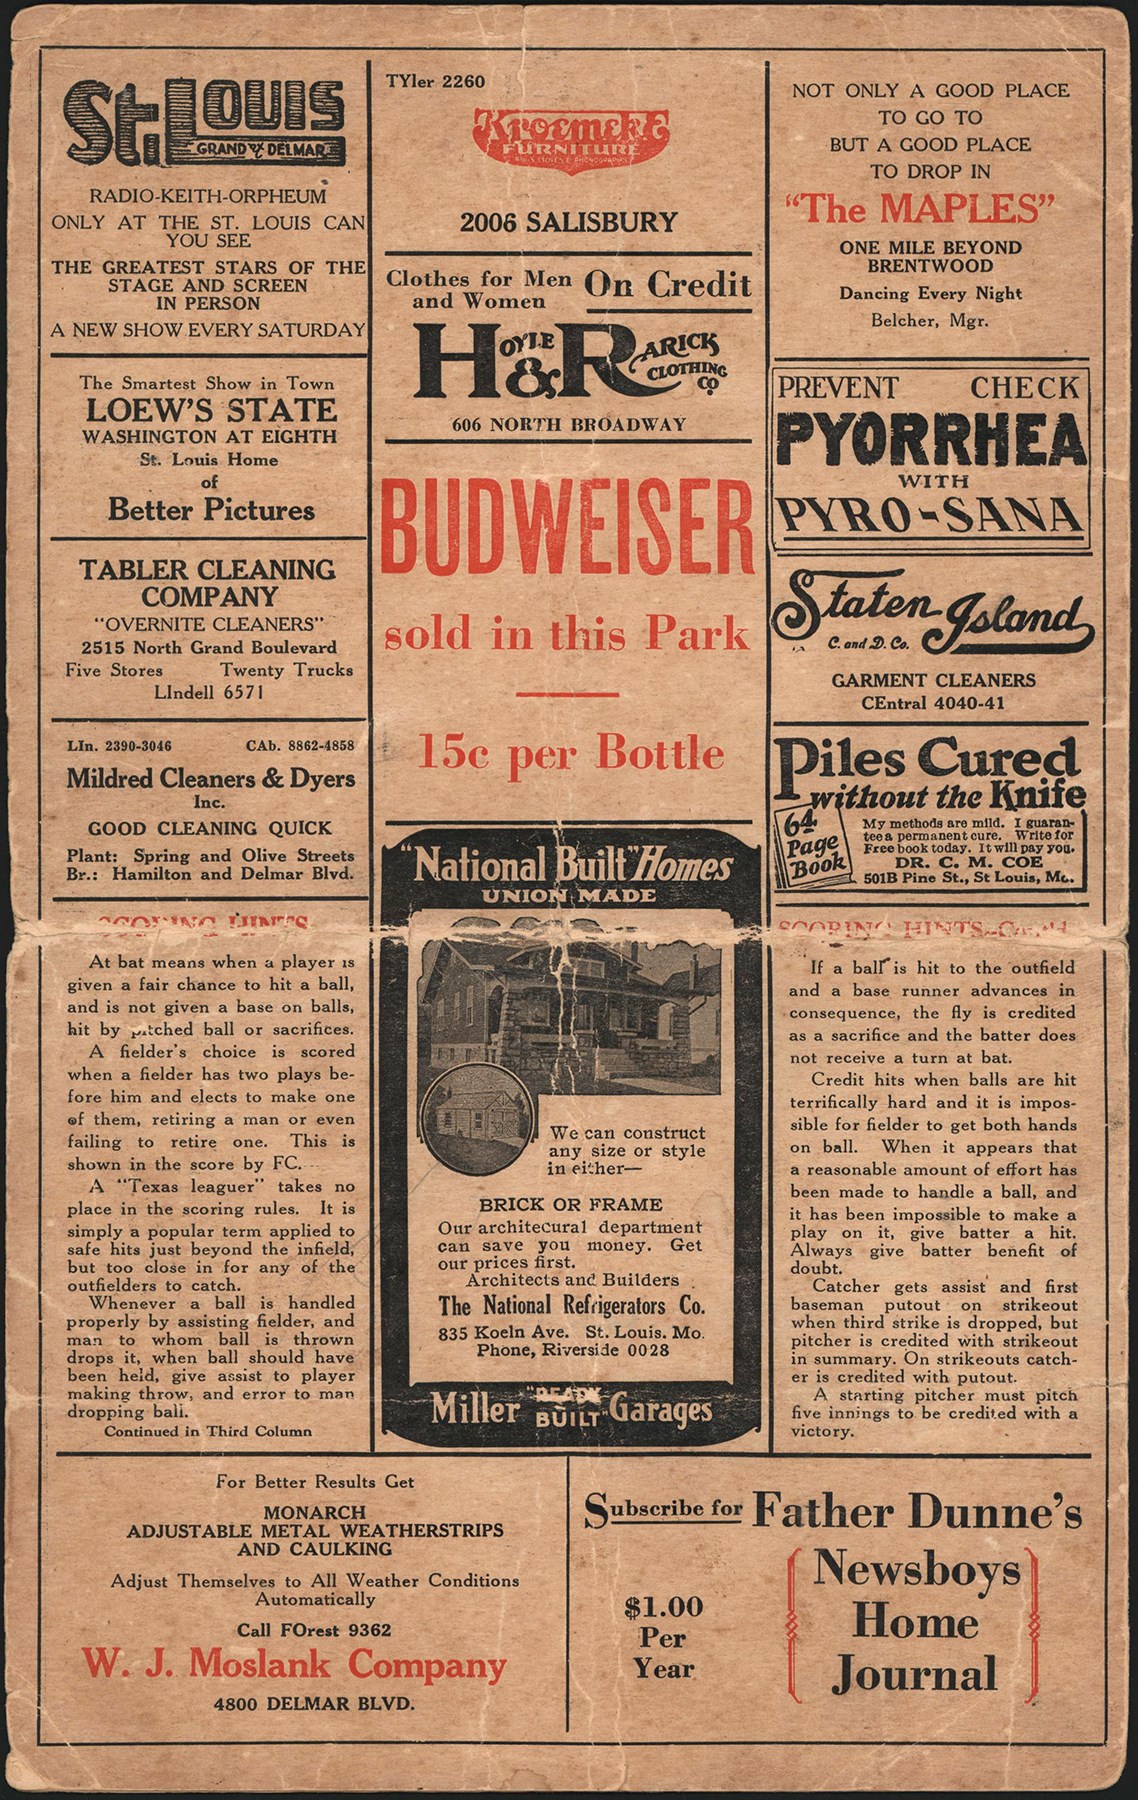 St. Louis
GRAND at DELMAR
RADIO-KEITH-ORPHEUM
ONLY AT THE ST. LOUIS CAN
YOU SEE
THE GREATEST STARS OF THE
STAGE AND SCREEN
IN PERSON
A NEW SHOW EVERY SATURDAY
The Smartest Show in Town
LOEW'S STATE
WASHINGTON AT EIGHTH
St. Louis Home
of
Better Pictures
TABLER CLEANING
COMPANY
"OVERNITE CLEANERS"
2515 North Grand Boulevard
Five Stores Twenty Trucks
LIndell 6571
LIn. 2390-3046 CAb. 8862-4858
Mildred Cleaners & Dyers
Inc.
GOOD CLEANING QUICK
Plant: Spring and Olive Streets
Br.: Hamilton and Delmar Blvd.
SCORING HINTS
At bat means when a player is
given a fair chance to hit a ball,
and is not given a base on balls,
hit by pitched ball or sacrifices.
A fielder's choice is scored
when a fielder has two plays be-
fore him and elects to make one
of them, retiring a man or even
failing to retire one. This is
shown in the score by FC.
A "Texas leaguer" takes no
place in the scoring rules. It is
simply a popular term applied to
safe hits just beyond the infield,
but too close in for any of the
outfielders to catch.
Whenever a ball is handled
properly by assisting fielder, and
man to whom ball is thrown
drops it, when ball should have
been held, give assist to player
making throw, and error to man
dropping ball.
Continued in Third Column
TYler 2260
Kroemeke
FURNITURE
2006 SALISBURY
Clothes for Men
and Women
On Credit
HOYLE & RARICK
CLOTHING
CO
606 NORTH BROADWAY
BUDWEISER
sold in this Park
15c per Bottle
"National Built" Homes
UNION MADE
We can construct
any size or style
in either—
BRICK OR FRAME
Our architecural department
can save you money. Get
our prices first.
Architects and Builders
The National Refrigerators Co.
835 Koeln Ave. St. Louis. Mo.
Phone, Riverside 0028
Miller "READY BUILT" Garages
NOT ONLY A GOOD PLACE
TO GO TO
BUT A GOOD PLACE
TO DROP IN
"The MAPLES"
ONE MILE BEYOND
BRENTWOOD
Dancing Every Night
Belcher, Mgr.
PREVENT CHECK
PYORRHEA
WITH
PYRO-SANA
Staten Island
C. and D. Co.
GARMENT CLEANERS
CEntral 4040-41
Piles Cured
without the Knife
64
Page
Book
My methods are mild. I guaran-
tee a permanent cure. Write for
Free book today. It will pay you.
DR. C. M. COE
501B Pine St., St Louis, Mo.
SCORING HINTS—Cont'd
If a ball is hit to the outfield
and a base runner advances in
consequence, the fly is credited
as a sacrifice and the batter does
not receive a turn at bat.
Credit hits when balls are hit
terrifically hard and it is impos-
sible for fielder to get both hands
on ball. When it appears that
a reasonable amount of effort has
been made to handle a ball, and
it has been impossible to make a
play on it, give batter a hit.
Always give batter benefit of
doubt.
Catcher gets assist and first
baseman putout on strikeout
when third strike is dropped, but
pitcher is credited with strikeout
in summary. On strikeouts catch-
er is credited with putout.
A starting pitcher must pitch
five innings to be credited with a
victory.
For Better Results Get
MONARCH
ADJUSTABLE METAL WEATHERSTRIPS
AND CAULKING
Adjust Themselves to All Weather Conditions
Automatically
Call FOrest 9362
W. J. Moslank Company
4800 DELMAR BLVD.
Subscribe for Father Dunne's
Newsboys
Home
Journal
$1.00
Per
Year